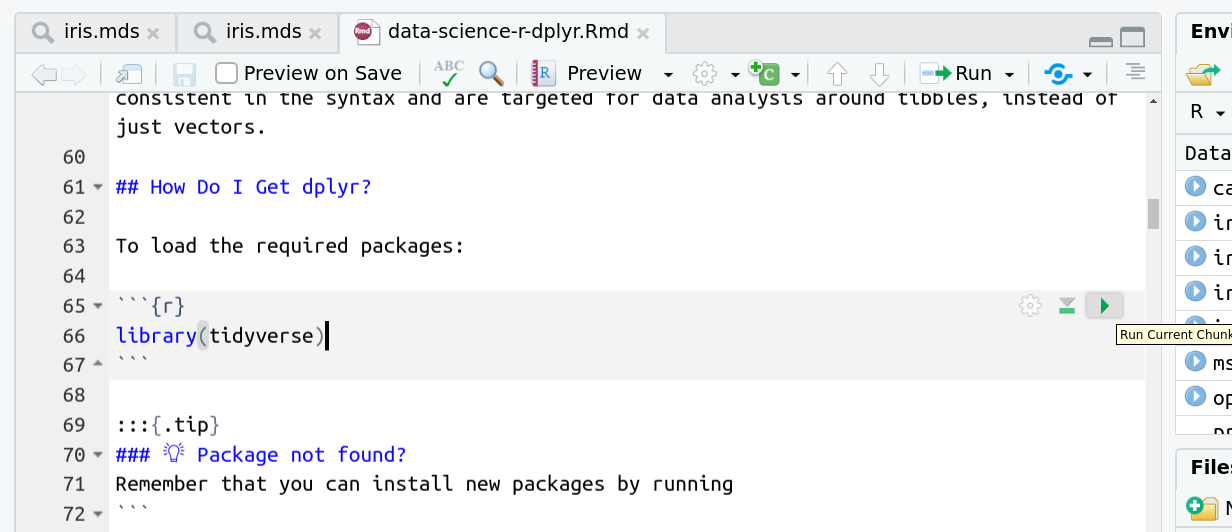 iris.mds
iris.mds
data-science-r-dplyr.Rmd
Envi
Preview on Save
ABC
R
Preview
C
Run
R
consistent in the syntax and are targeted for data analysis around tibbles, instead of
just vectors.
Data
60
61 ## How Do I Get dplyr?
62
63 To load the required packages:
64
65 ```{r}
66 library(tidyverse)
67 ```
Run Current Chunk
68
69 :::{.tip}
70 ### 💡 Package not found?
71 Remember that you can install new packages by running
72 ```
ca
ir
ir
ir
ms
op
Files
N